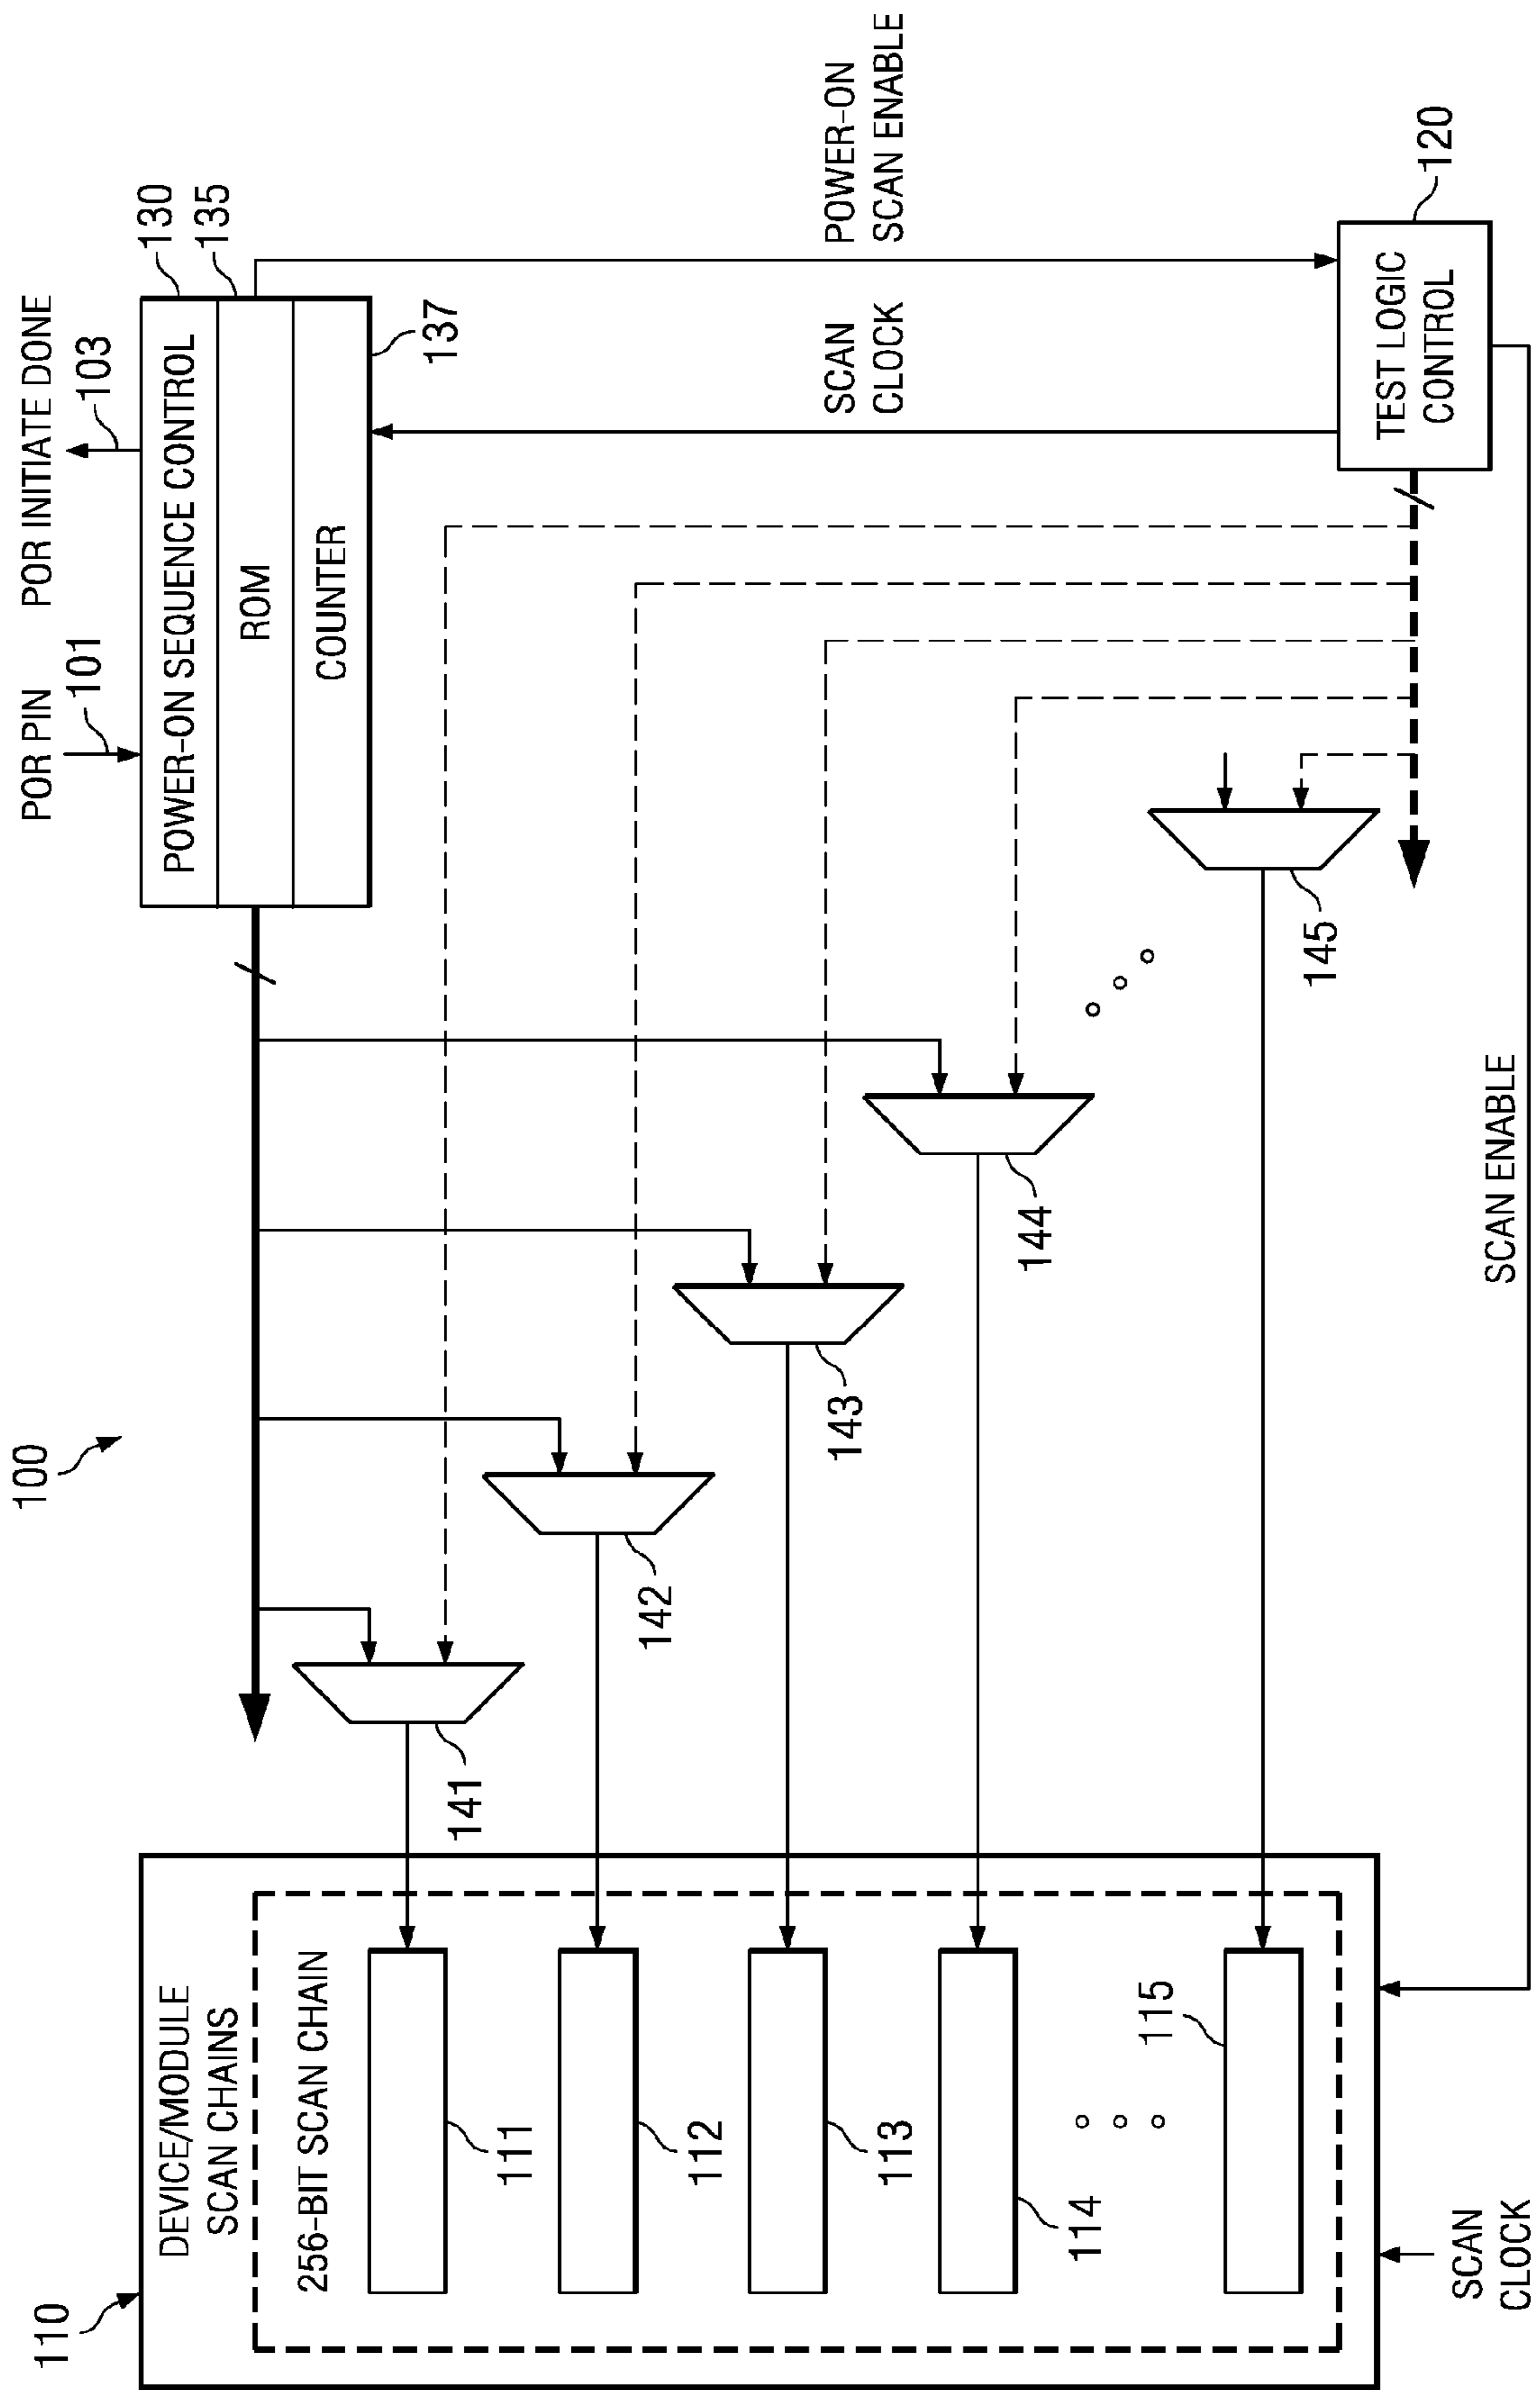 100
110
DEVICE/MODULE
SCAN CHAINS
256-BIT SCAN CHAIN
111
112
113
114
115
SCAN
CLOCK
141
142
143
144
145
SCAN ENABLE
POR PIN
101
POR INITIATE DONE
103
POWER-ON SEQUENCE CONTROL
ROM
COUNTER
130
135
137
SCAN
CLOCK
POWER-ON
SCAN ENABLE
TEST LOGIC
CONTROL
120